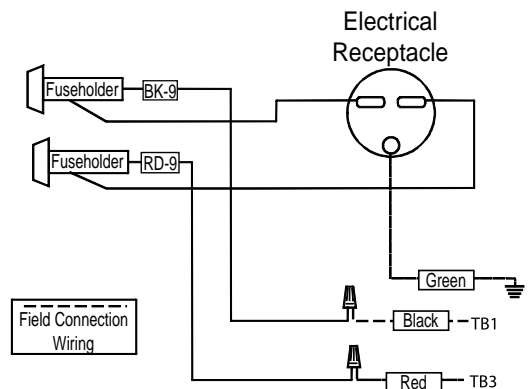 Electrical
Receptacle
Fuseholder
BK-9
Fuseholder
RD-9
Green
Field Connection
Wiring
Black
TB1
Red
TB3